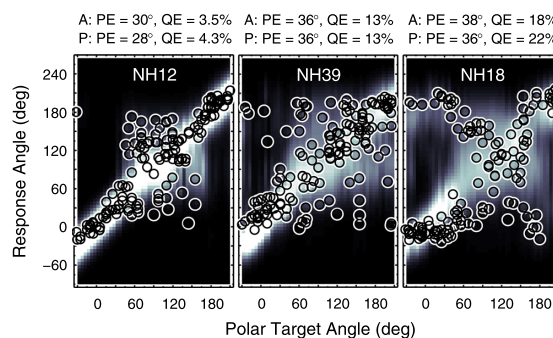 A: PE = 30°, QE = 3.5% A: PE = 36°, QE = 13% A: PE = 38°, QE = 18%
P: PE = 28°, QE = 4.3% P: PE = 36°, QE = 13% P: PE = 36°, QE = 22%
NH12 NH39 NH18
240
180
120
60
0
−60
Response Angle (deg)
0 60 120 180 0 60 120 180 0 60 120 180
Polar Target Angle (deg)